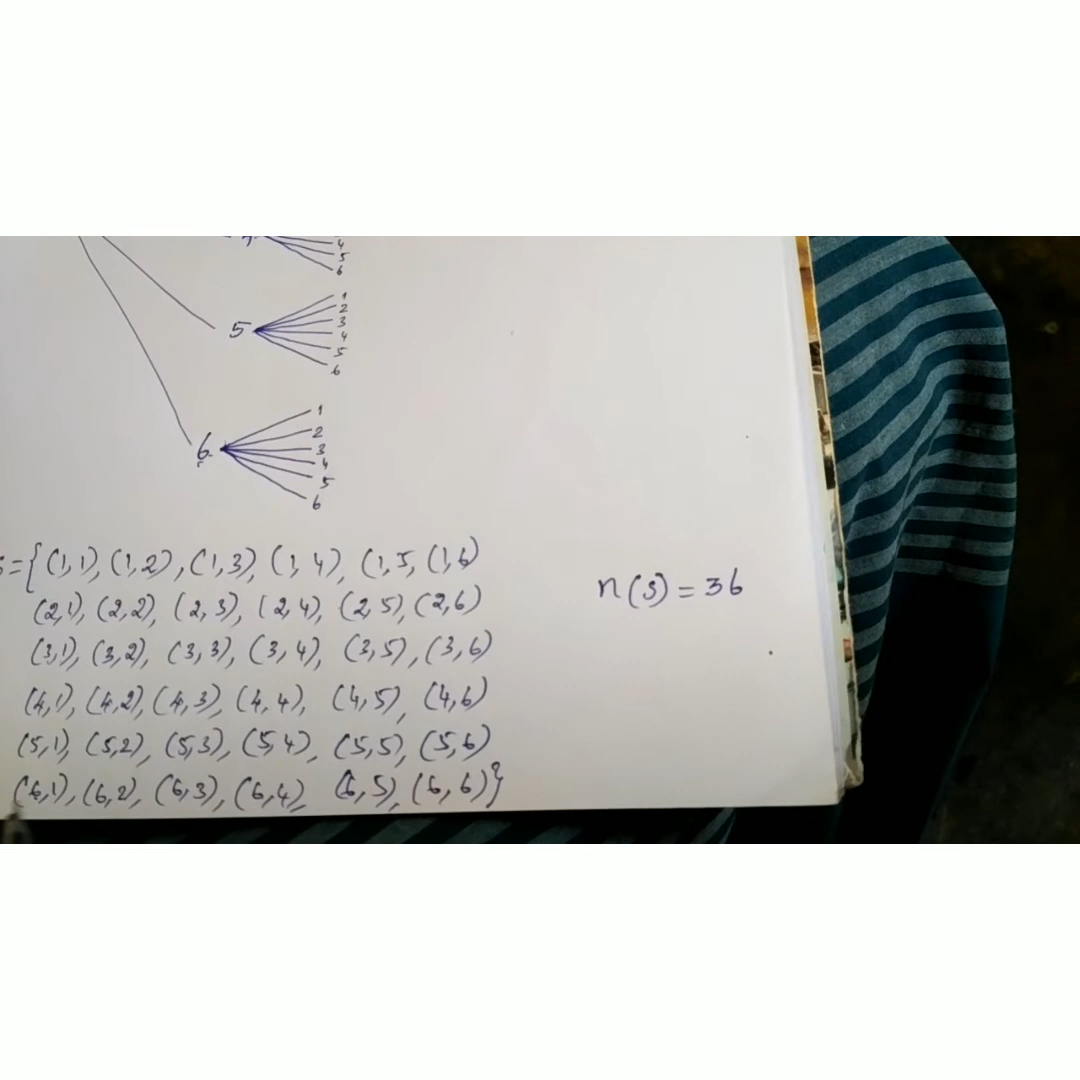 4
5
6
5
1
2
3
4
5
6
6
1
2
3
4
5
6
={(1,1), (1,2), (1,3), (1, 4), (1,5, (1,6)
(2,1), (2,2), (2,3), (2,4), (2,5), (2,6)
(3,1), (3,2), (3,3), (3,4), (3,5), (3,6)
(4,1), (4,2), (4,3), (4,4), (4,5), (4,6)
(5,1), (5,2), (5,3), (5,4), (5,5), (5,6)
(6,1), (6,2), (6,3), (6,4), (6,5), (6,6)}
n(s) = 36